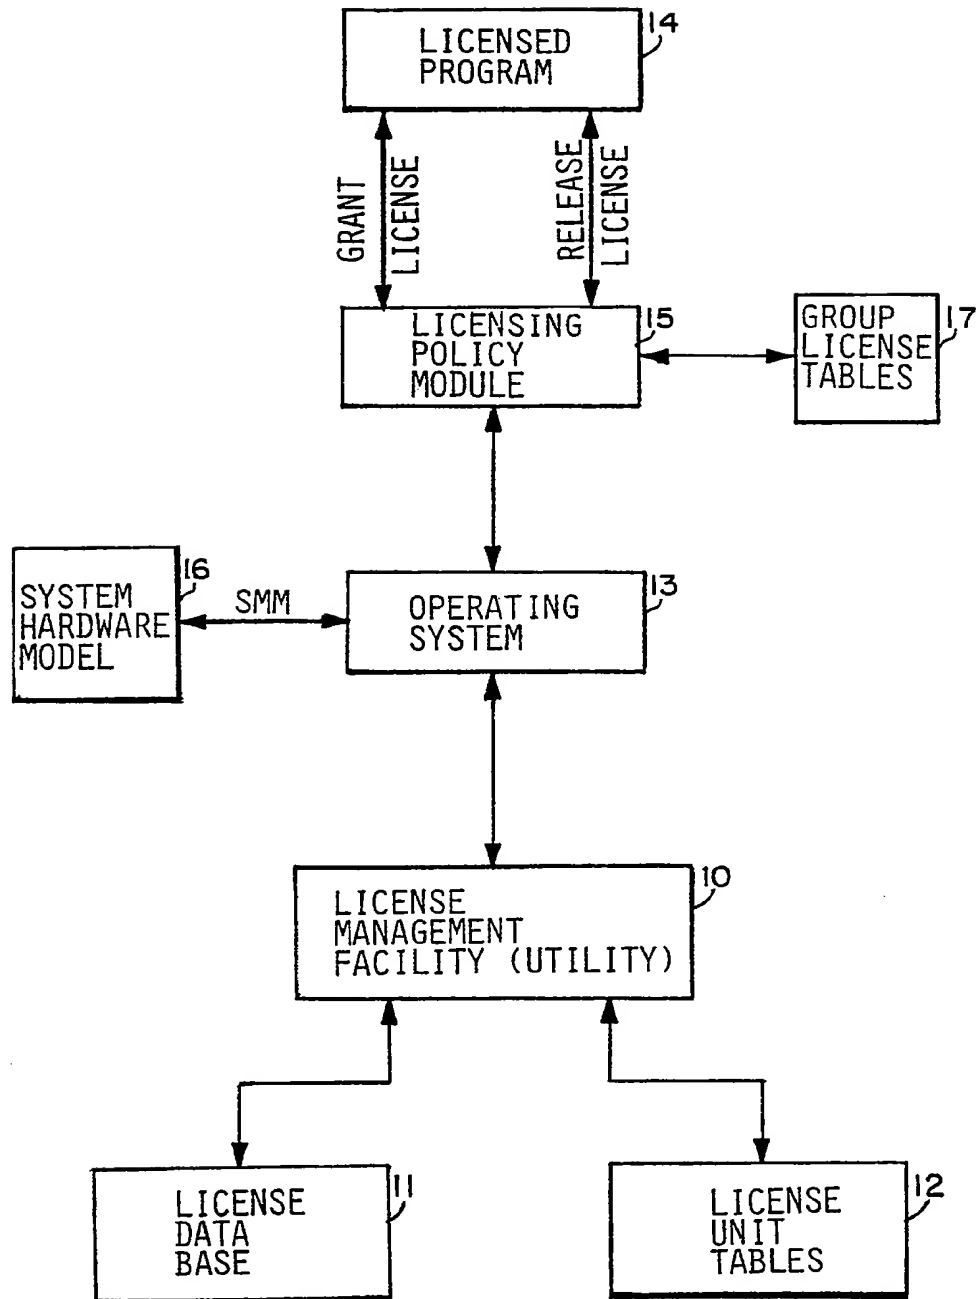 LICENSED
PROGRAM
14
GRANT
LICENSE
RELEASE
LICENSE
LICENSING
POLICY
MODULE
15
GROUP
LICENSE
TABLES
17
SYSTEM
HARDWARE
MODEL
16
SMM
OPERATING
SYSTEM
13
LICENSE
MANAGEMENT
FACILITY (UTILITY)
10
LICENSE
DATA
BASE
11
LICENSE
UNIT
TABLES
12